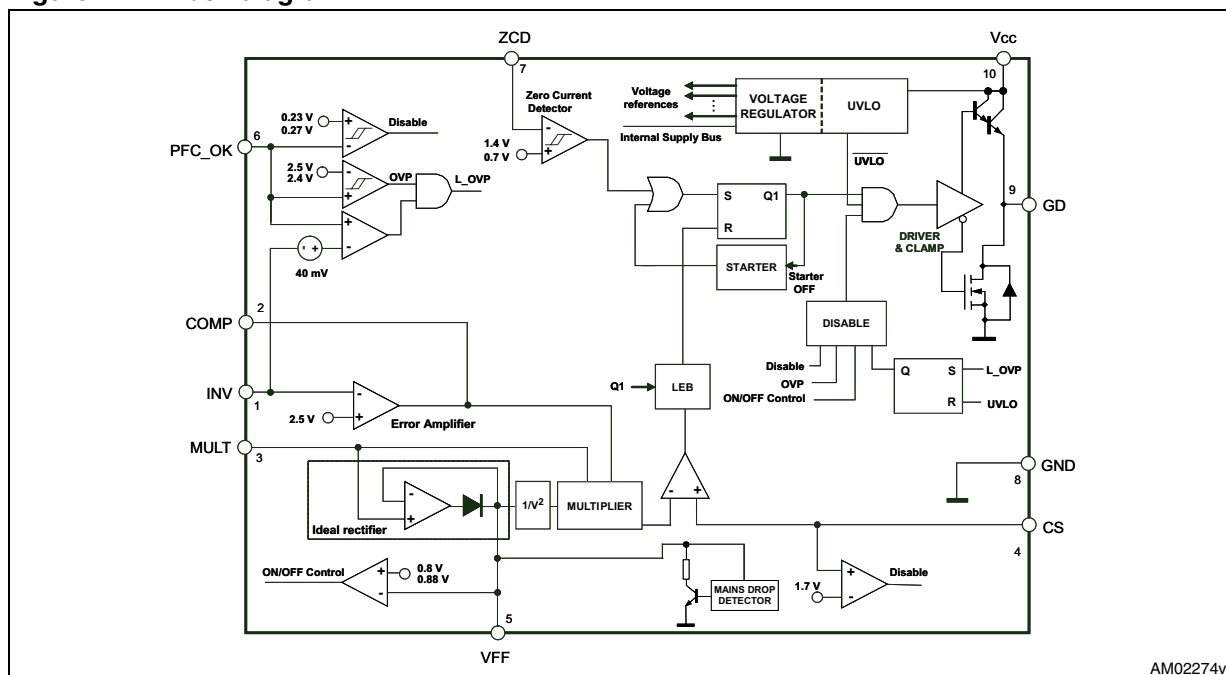 ZCD
Vcc
7
10
Zero Current
Detector
Voltage
references
Internal Supply Bus
VOLTAGE
REGULATOR
UVLO
0.23 V
0.27 V
Disable
6
PFC_OK
1.4 V
0.7 V
UVLO
2.5 V
2.4 V
OVP
L_OVP
S
Q1
R
9
GD
DRIVER
& CLAMP
40 mV
STARTER
Starter
OFF
2
COMP
DISABLE
Disable
OVP
ON/OFF Control
Q
S
L_OVP
R
UVLO
Q1
LEB
INV
1
2.5 V
Error Amplifier
MULT
3
GND
8
Ideal rectifier
1/V²
MULTIPLIER
CS
4
ON/OFF Control
0.8 V
0.88 V
MAINS DROP
DETECTOR
1.7 V
Disable
5
VFF